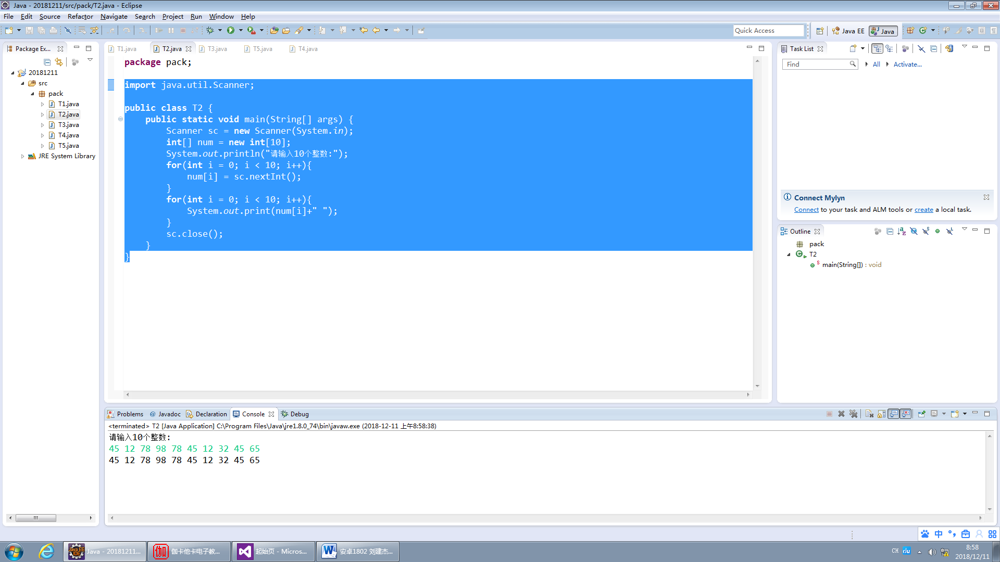 Java - 20181211/src/pack/T2.java - Eclipse
File Edit Source Refactor Navigate Search Project Run Window Help
Quick Access
Java EE
Java
Package Ex...
20181211
src
pack
T1.java
T2.java
T3.java
T4.java
T5.java
JRE System Library
T1.java T2.java T3.java T5.java T4.java
package pack;
import java.util.Scanner;
public class T2 {
public static void main(String[] args) {
Scanner sc = new Scanner(System.in);
int[] num = new int[10];
System.out.println("请输入10个整数:");
for(int i = 0; i < 10; i++){
num[i] = sc.nextInt();
}
for(int i = 0; i < 10; i++){
System.out.print(num[i]+" ");
}
sc.close();
}
}
Task List
Find
All
Activate...
Connect Mylyn
Connect to your task and ALM tools or create a local task.
Outline
pack
T2
main(String[]) : void
Problems @ Javadoc Declaration Console Debug
<terminated> T2 [Java Application] C:\Program Files\Java\jre1.8.0_74\bin\javaw.exe (2018-12-11 上午8:58:38)
请输入10个整数:
45 12 78 98 78 45 12 32 45 65
45 12 78 98 78 45 12 32 45 65
中
Java EE
IDE
Java - 20181211...
伽
伽卡他卡电子教...
起始页 - Micros...
安卓1802 刘建杰...
CH
du
8:58
2018/12/11